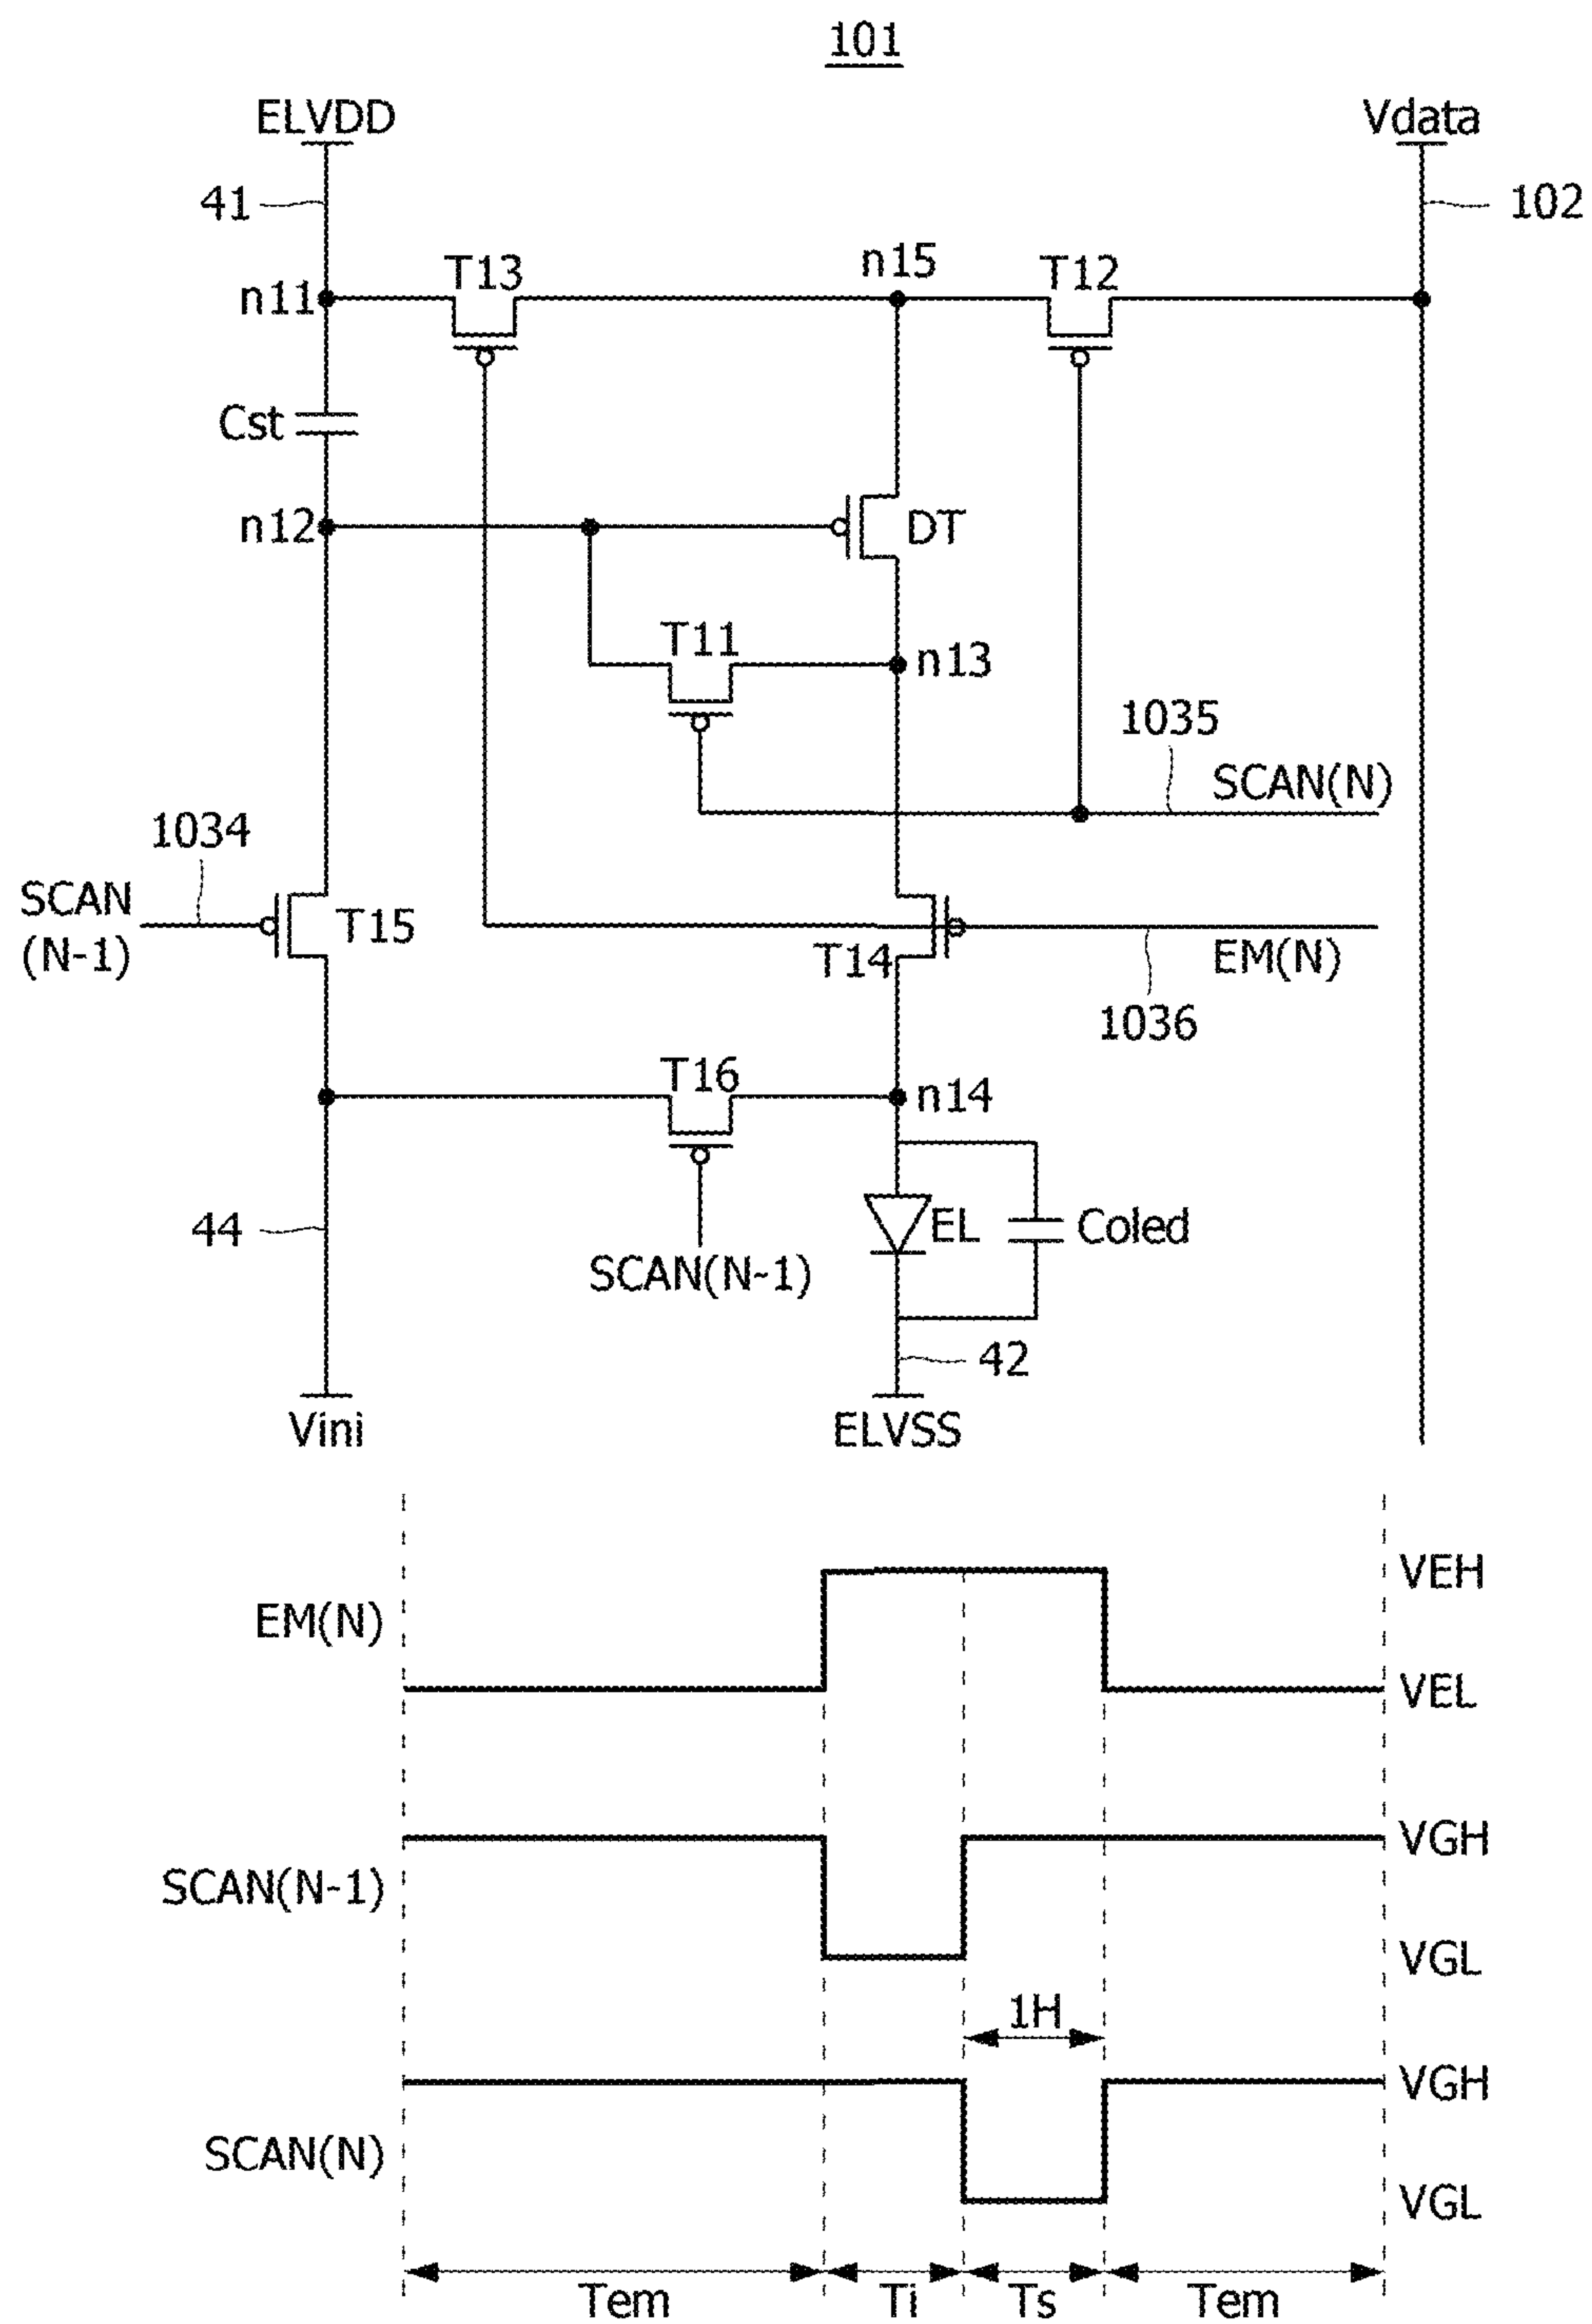 101
ELVDD
Vdata
41
102
T13
n15
T12
n11
Cst
n12
DT
T11
n13
1035
SCAN(N)
1034
SCAN
(N-1)
T15
T14
EM(N)
1036
T16
n14
44
EL
Coled
SCAN(N-1)
42
Vini
ELVSS
VEH
EM(N)
VEL
VGH
SCAN(N-1)
VGL
1H
VGH
SCAN(N)
VGL
Tem
Ti
Ts
Tem